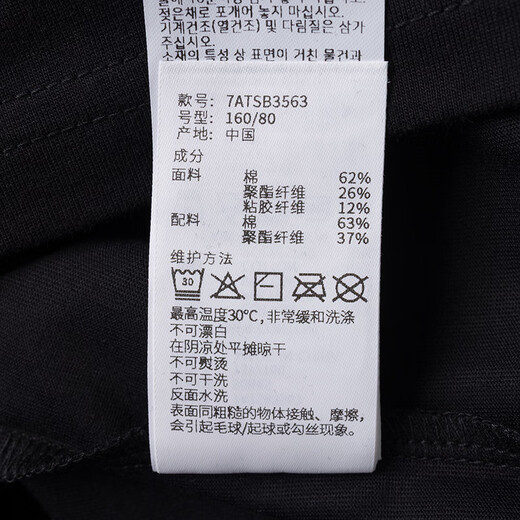 젖은채로 포개어 놓지 마십시오.
기계건조(열건조) 및 다림질은 삼가
주십시오.
소재의 특성 상 표면이 거친 물건과
款号: 7ATSB3563
号型: 160/80
产地: 中国
成分
面料 棉 62%
聚酯纤维 26%
粘胶纤维 12%
配料 棉 63%
聚酯纤维 37%
维护方法
30
最高温度30℃, 非常缓和洗涤
不可漂白
在阴凉处平摊晾干
不可熨烫
不可干洗
反面水洗
表面同粗糙的物体接触、摩擦,
会引起毛球/起球或勾丝现象。